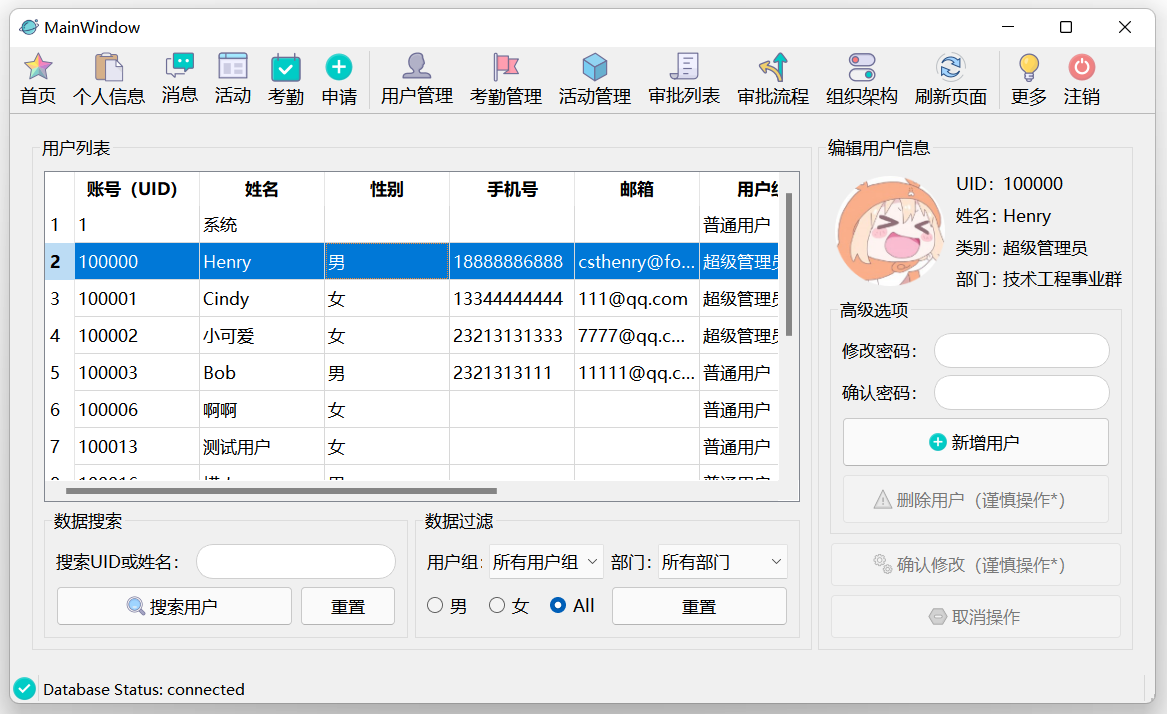 MainWindow
首页 个人信息 消息 活动 考勤 申请 用户管理 考勤管理 活动管理 审批列表 审批流程 组织架构 刷新页面 更多 注销
用户列表
账号（UID） 姓名 性别 手机号 邮箱 用户组
1 1 系统 普通用户
2 100000 Henry 男 18888886888 csthenry@fo... 超级管理员
3 100001 Cindy 女 13344444444 111@qq.com 超级管理员
4 100002 小可爱 女 23213131333 7777@qq.c... 超级管理员
5 100003 Bob 男 2321313111 11111@qq.c... 普通用户
6 100006 啊啊 女 普通用户
7 100013 测试用户 女 普通用户
数据搜索
搜索UID或姓名：
搜索用户 重置
数据过滤
用户组: 所有用户组 部门: 所有部门
男 女 All 重置
编辑用户信息
UID：100000
姓名：Henry
类别：超级管理员
部门：技术工程事业群
高级选项
修改密码：
确认密码：
新增用户
删除用户（谨慎操作*）
确认修改（谨慎操作*）
取消操作
Database Status: connected